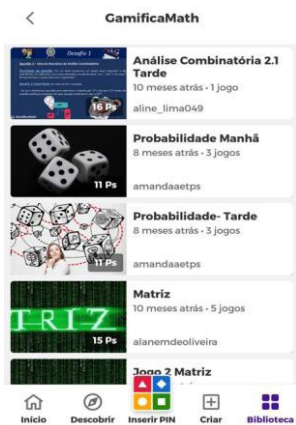 GamificaMath
Desafio 1
16 Ps
Análise Combinatória 2.1
Tarde
10 meses atrás • 1 jogo
aline_lima049
11 Ps
Probabilidade Manhã
8 meses atrás • 3 jogos
amandaaetps
11 Ps
Probabilidade- Tarde
8 meses atrás • 3 jogos
amandaaetps
TRIZ
15 Ps
Matriz
10 meses atrás • 5 jogos
alanemdeoliveira
Jogo 2 Matriz
Início
Descobrir
Inserir PIN
Criar
Biblioteca